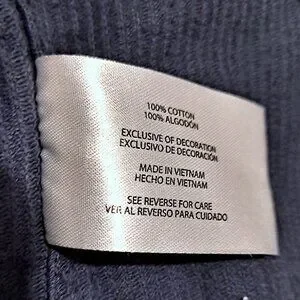 100% COTTON
100% ALGODÓN
EXCLUSIVE OF DECORATION
EXCLUSIVO DE DECORACIÓN
MADE IN VIETNAM
HECHO EN VIETNAM
SEE REVERSE FOR CARE
VER AL REVERSO PARA CUIDADO